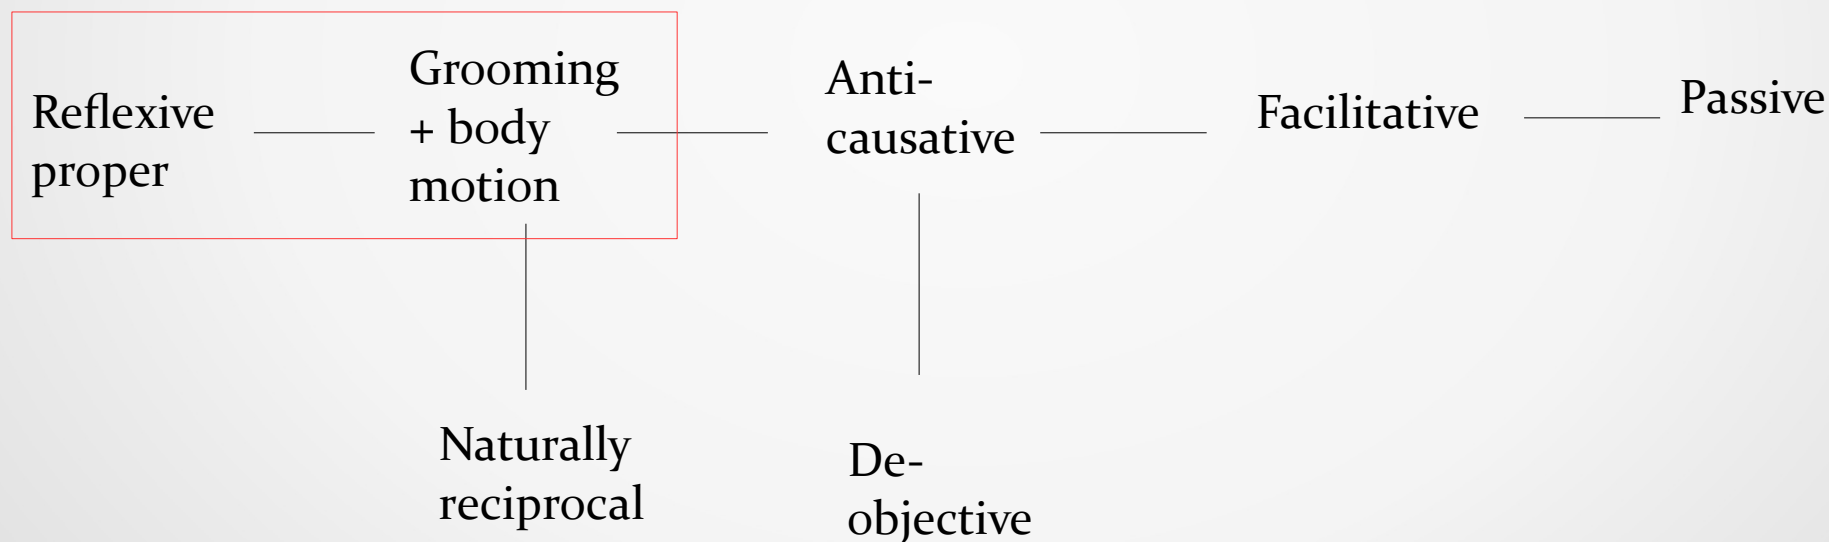 Reflexive
proper
Grooming
+ body
motion
Anti-
causative
Facilitative
Passive
Naturally
reciprocal
De-
objective